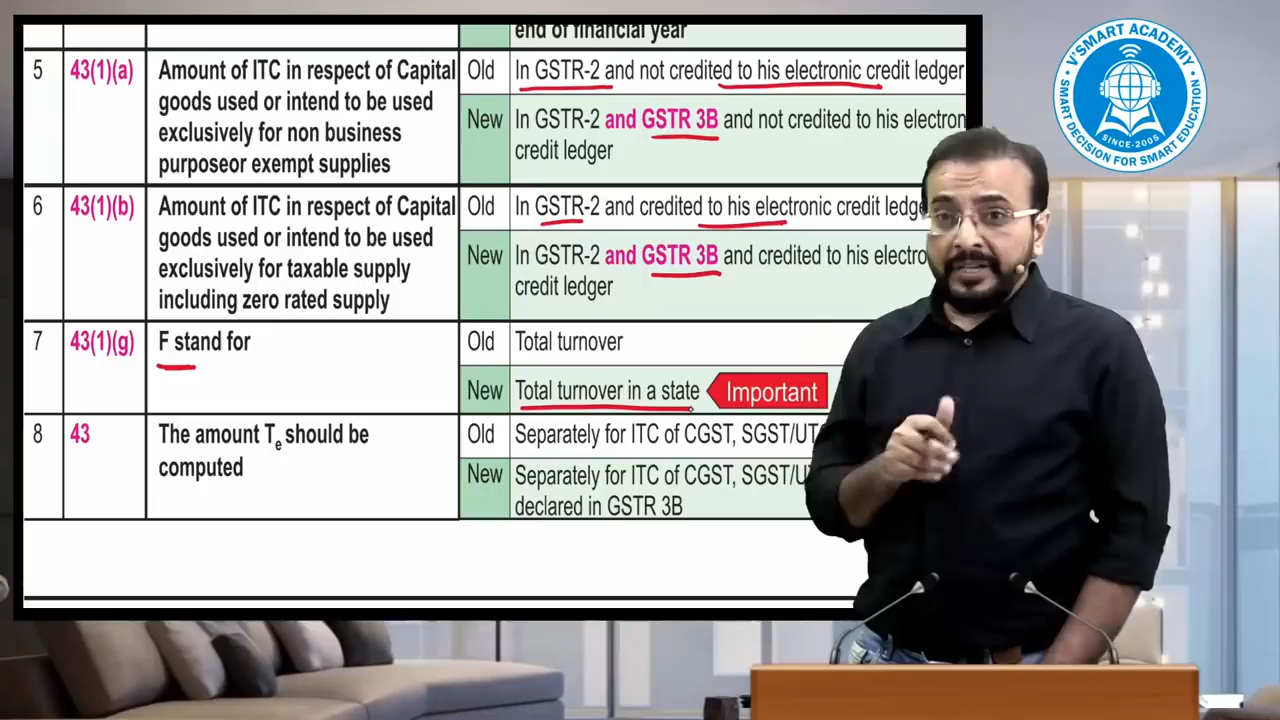 end of financial year
5 43(1)(a) Amount of ITC in respect of Capital Old In GSTR-2 and not credited to his electronic credit ledger
goods used or intend to be used
exclusively for non business New In GSTR-2 and GSTR 3B and not credited to his electron
purposeor exempt supplies credit ledger
6 43(1)(b) Amount of ITC in respect of Capital Old In GSTR-2 and credited to his electronic credit ledge
goods used or intend to be used
exclusively for taxable supply New In GSTR-2 and GSTR 3B and credited to his electro
including zero rated supply credit ledger
7 43(1)(g) F stand for Old Total turnover
New Total turnover in a state Important
8 43 The amount Te should be Old Separately for ITC of CGST, SGST/UTG
computed New Separately for ITC of CGST, SGST/U
declared in GSTR 3B
V'SMART ACADEMY
SINCE-2005
SMART DECISION FOR SMART EDUCATION